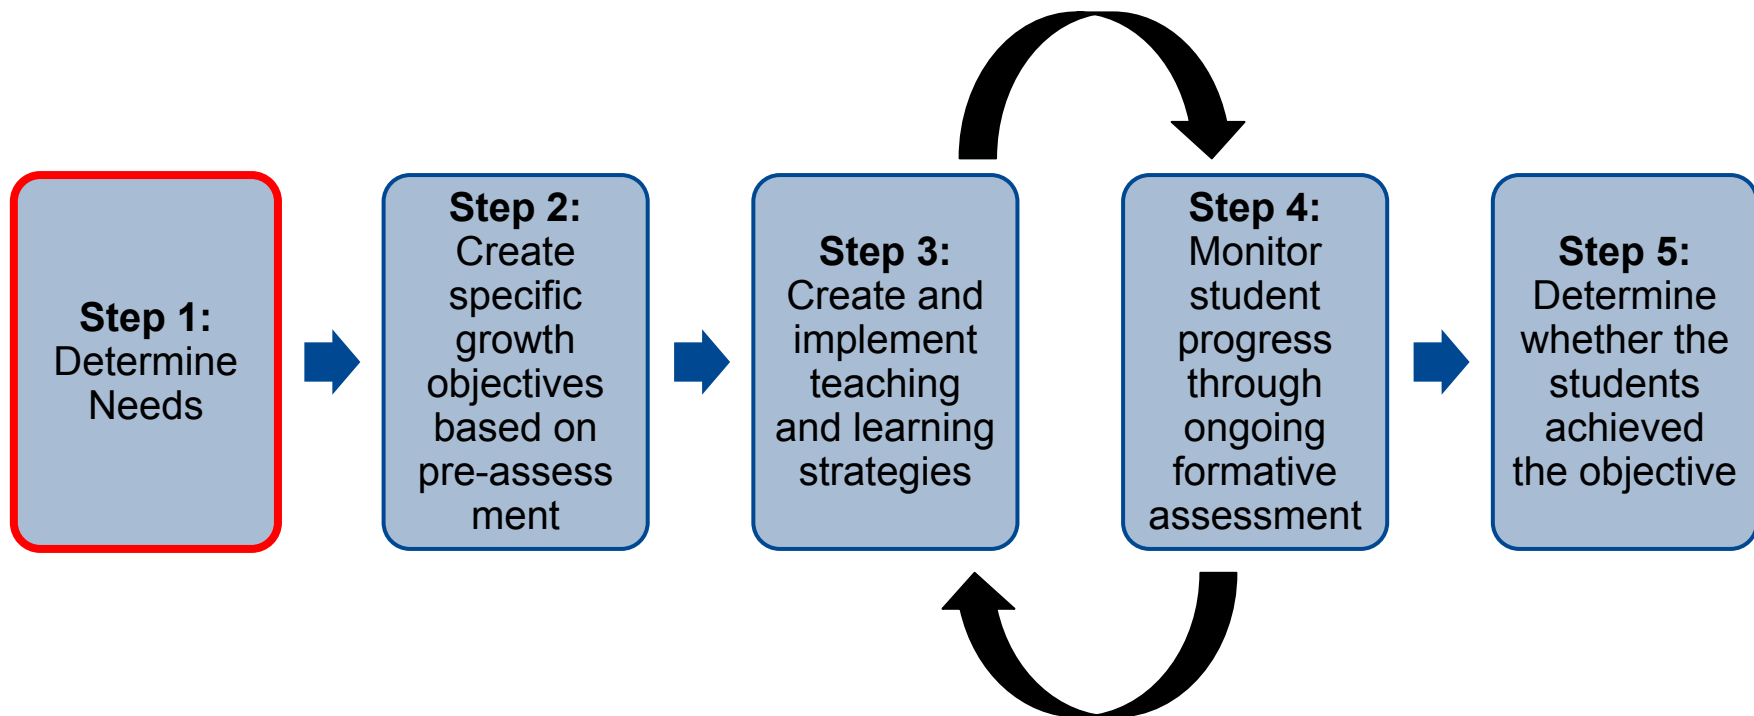 Step 1:
Determine
Needs
Step 2:
Create
specific
growth
objectives
based on
pre-assess
ment
Step 3:
Create and
implement
teaching
and learning
strategies
Step 4:
Monitor
student
progress
through
ongoing
formative
assessment
Step 5:
Determine
whether the
students
achieved
the objective